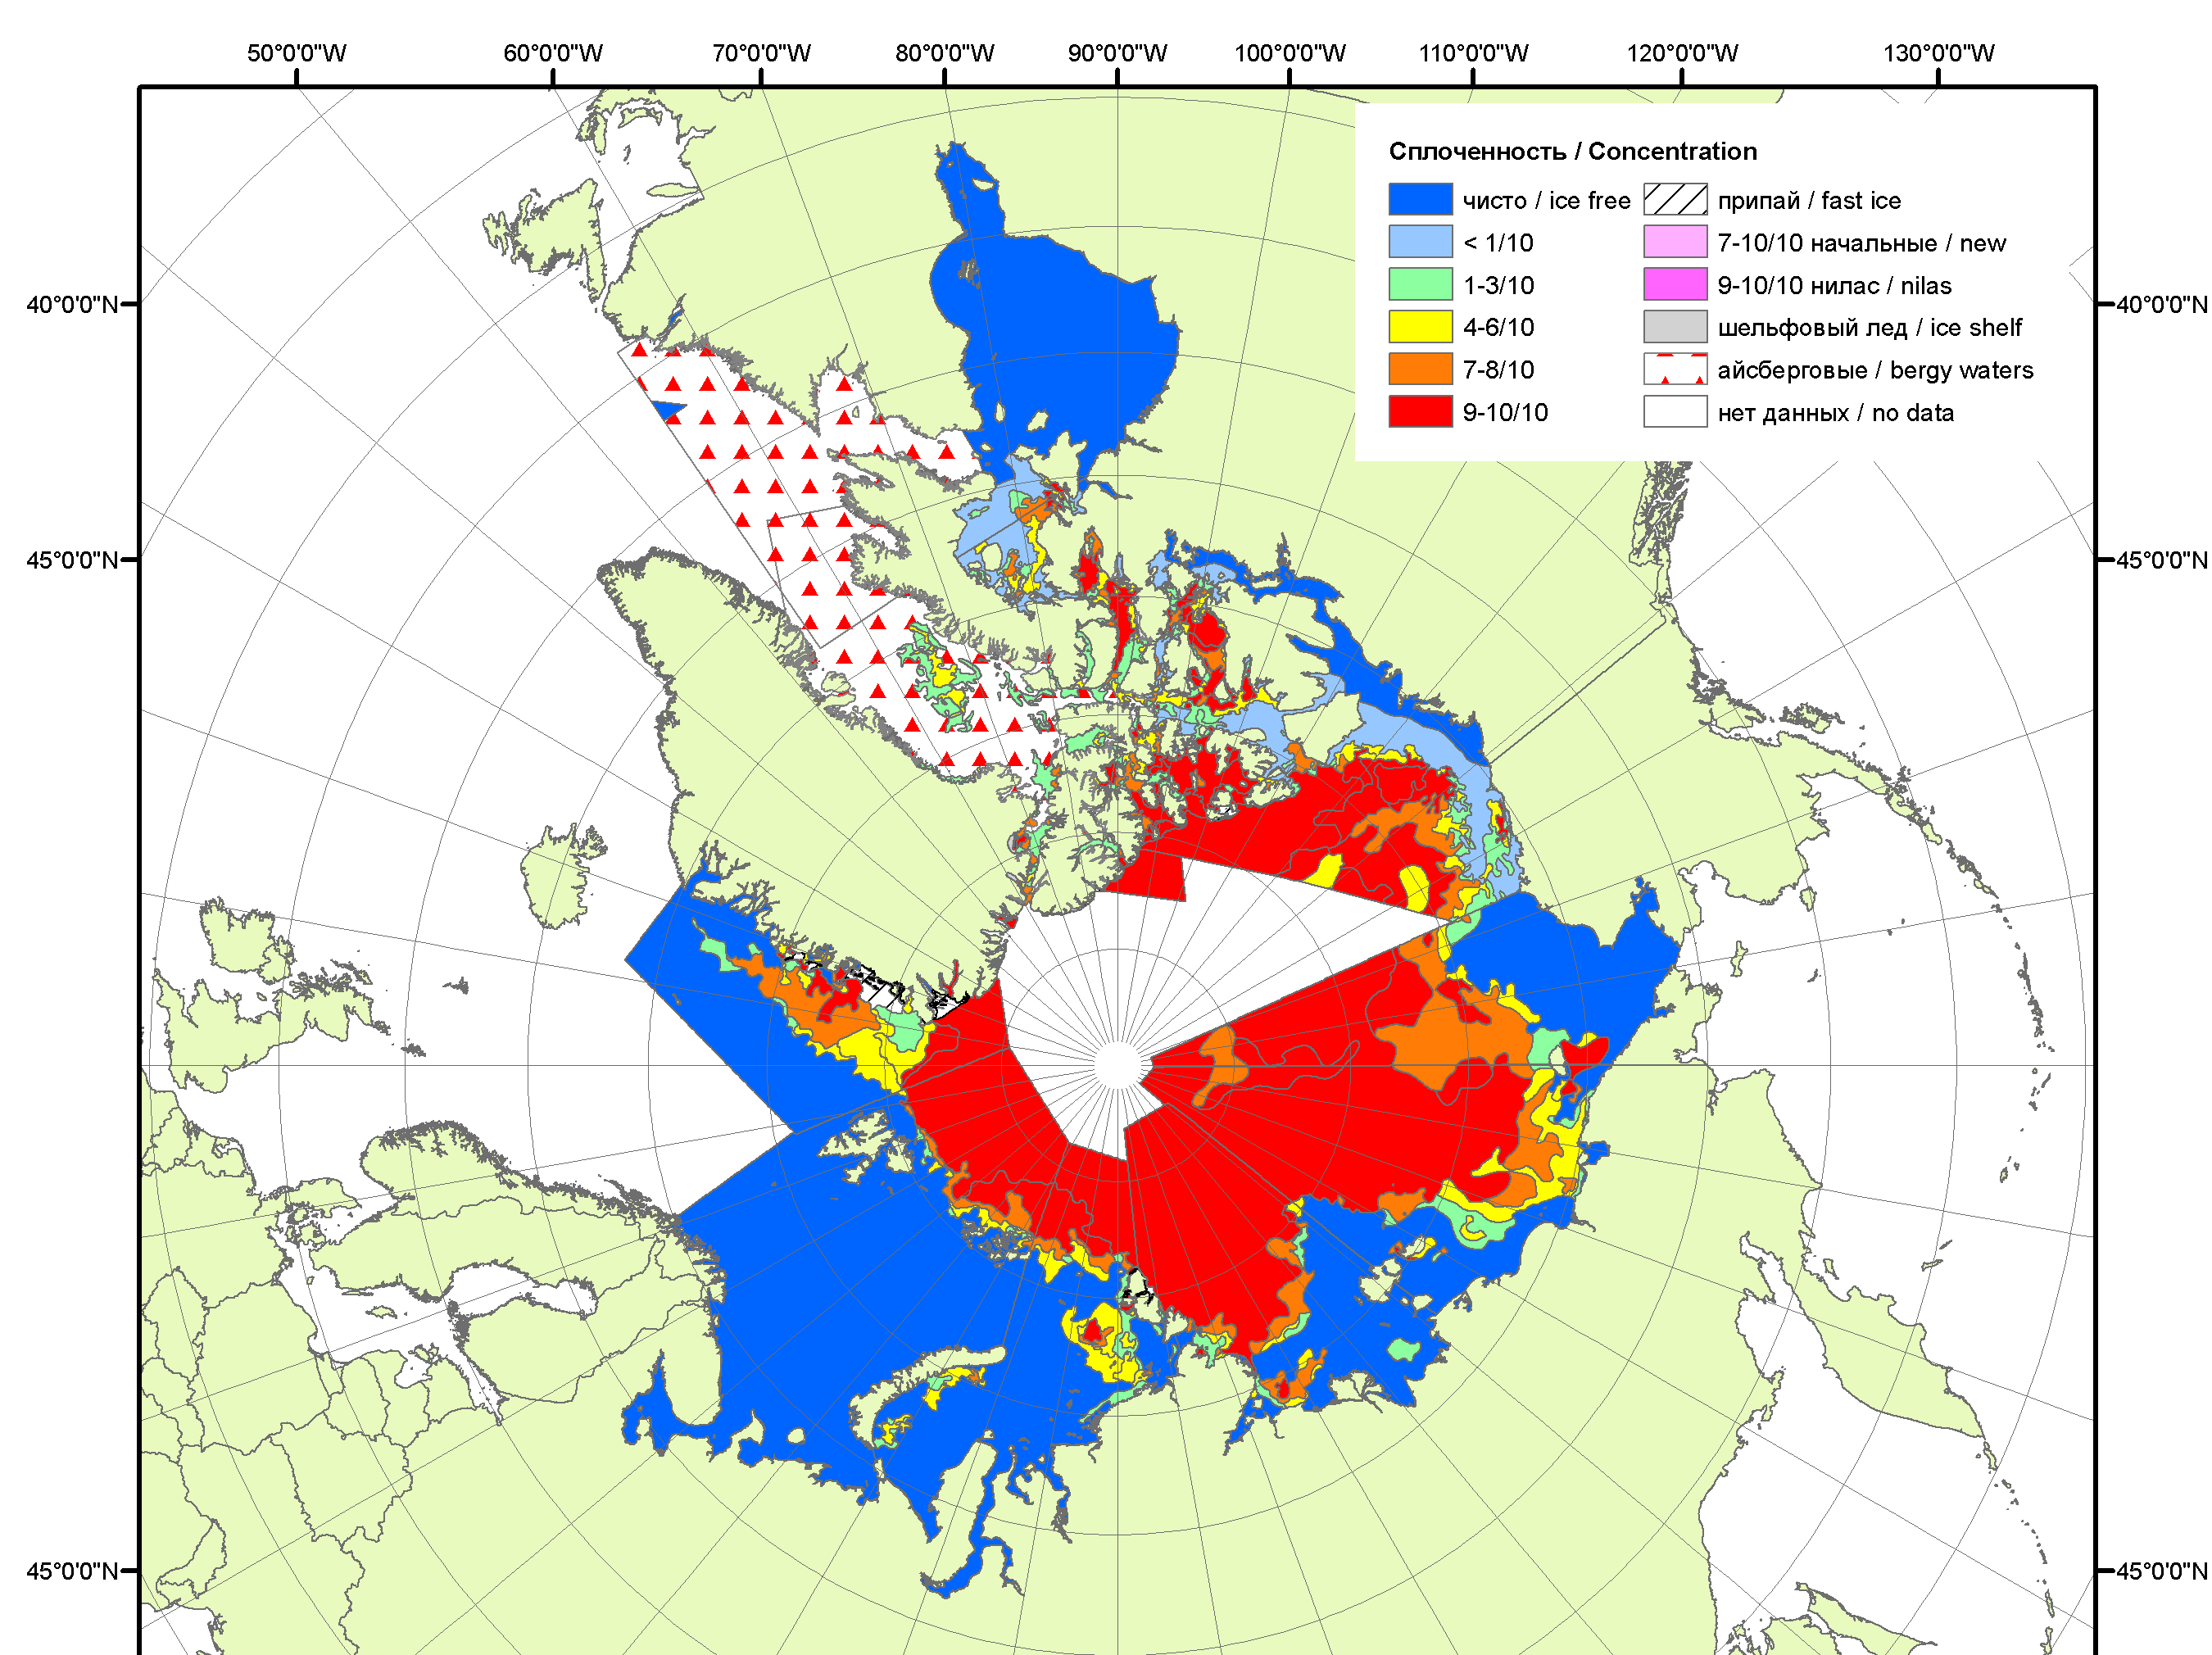 50°0'0"W 60°0'0"W 70°0'0"W 80°0'0"W 90°0'0"W 100°0'0"W 110°0'0"W 120°0'0"W 130°0'0"W
Сплоченность / Concentration
чисто / ice free
< 1/10
1-3/10
4-6/10
7-8/10
9-10/10
припай / fast ice
7-10/10 начальные / new
9-10/10 нилас / nilas
шельфовый лед / ice shelf
айсберговые / bergy waters
нет данных / no data
40°0'0"N
40°0'0"N
45°0'0"N
45°0'0"N
45°0'0"N
45°0'0"N